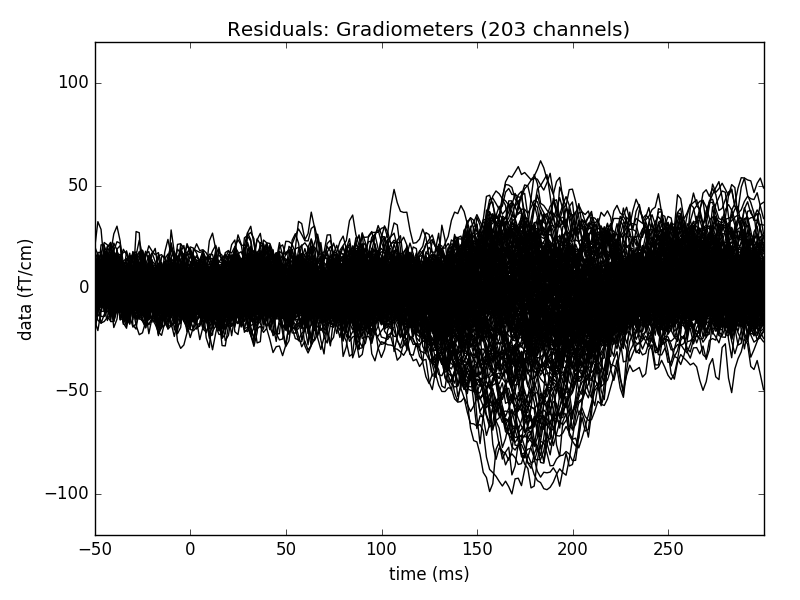 Residuals: Gradiometers (203 channels)
100
50
0
−50
−100
data (fT/cm)
−50 0 50 100 150 200 250
time (ms)